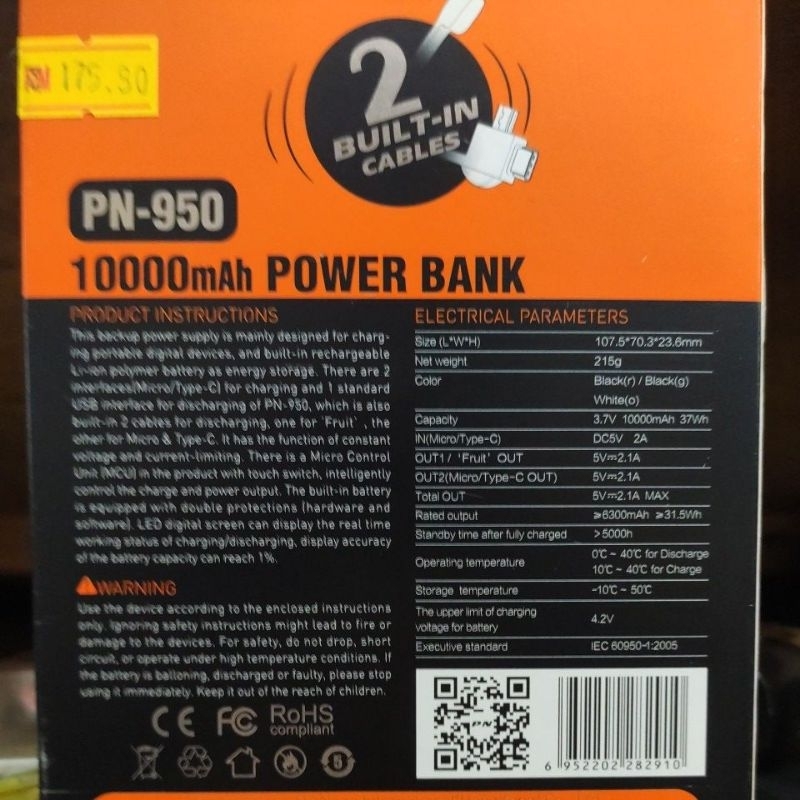 RM 175.80
2
BUILT-IN
CABLES
PN-950
10000mAh POWER BANK
PRODUCT INSTRUCTIONS
This backup power supply is mainly designed for charg-
ing portable digital devices, and built-in rechargeable
Li-ion polymer battery as energy storage. There are 2
interfaces(Micro/Type-C) for charging and 1 standard
USB interface for discharging of PN-950, which is also
built-in 2 cables for discharging, one for 'Fruit' , the
other for Micro & Type-C. It has the function of constant
voltage and current-limiting. There is a Micro Control
Unit (MCU) in the product with touch switch, intelligently
control the charge and power output. The built-in battery
is equipped with double protections (hardware and
software). LED digital screen can display the real time
working status of charging/discharging, display accuracy
of the battery capacity can reach 1%.
WARNING
Use the device according to the enclosed instructions
only. Ignoring safety instructions might lead to fire or
damage to the devices. For safety, do not drop, short
circuit, or operate under high temperature conditions. If
the battery is ballooning, discharged or faulty, please stop
using it immediately. Keep it out of the reach of children.
CE FC RoHS
compliant
5
ELECTRICAL PARAMETERS
Size (L*W*H) 107.5*70.3*23.6mm
Net weight 215g
Color Black(r) / Black(g)
White(o)
Capacity 3.7V 10000mAh 37Wh
IN(Micro/Type-C) DC5V 2A
OUT1/ 'Fruit' OUT 5V⎓2.1A
OUT2(Micro/Type-C OUT) 5V⎓2.1A
Total OUT 5V⎓2.1A MAX
Rated output ≥6300mAh ≥31.5Wh
Standby time after fully charged >5000h
Operating temperature 0℃ ~ 40℃ for Discharge
10℃ ~ 40℃ for Charge
Storage temperature -10℃ ~ 50℃
The upper limit of charging
voltage for battery 4.2V
Executive standard IEC 60950-1:2005
PN
6 952202 282910